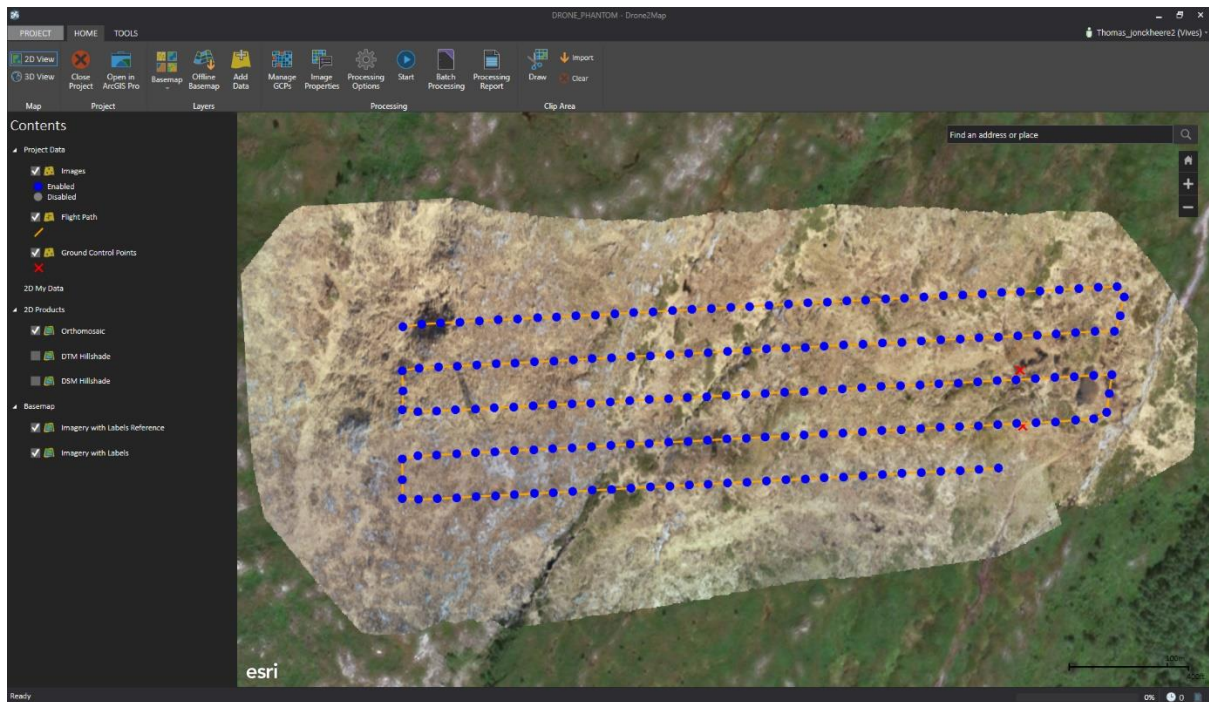 DRONE_PHANTOM - Drone2Map
PROJECT HOME TOOLS
Thomas_jonckheere2 (Vives)
2D View
3D View
Close Project
Open in ArcGIS Pro
Basemap
Offline Basemap
Add Data
Manage GCPs
Image Properties
Processing Options
Start
Batch Processing
Processing Report
Draw
Import
Clear
Map
Project
Layers
Processing
Clip Area
Contents
Project Data
Images
Enabled
Disabled
Flight Path
Ground Control Points
2D My Data
2D Products
Orthomosaic
DTM Hillshade
DSM Hillshade
Basemap
Imagery with Labels Reference
Imagery with Labels
Find an address or place
esri
100m
Ready
0%
0